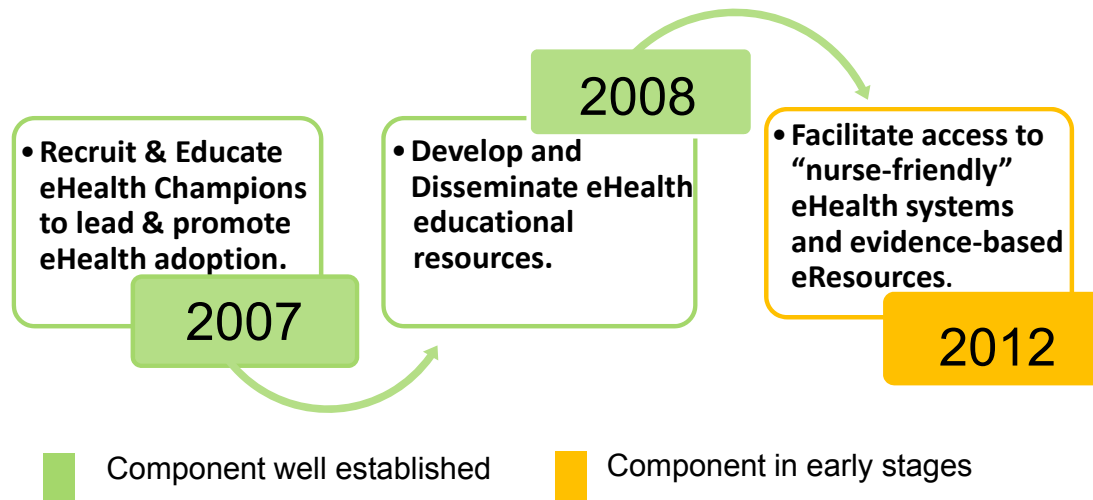 • Recruit & Educate
eHealth Champions
to lead & promote
eHealth adoption.
2007
2008
• Develop and
Disseminate eHealth
educational
resources.
• Facilitate access to
“nurse-friendly”
eHealth systems
and evidence-based
eResources.
2012
Component well established
Component in early stages